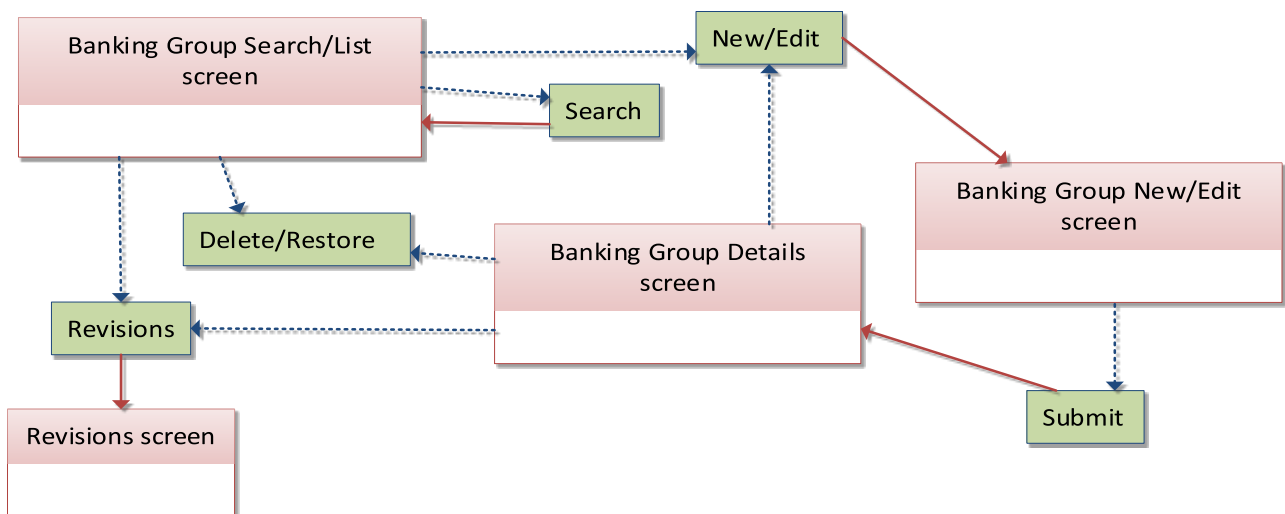 Banking Group Search/List
screen
New/Edit
Search
Banking Group New/Edit
screen
Delete/Restore
Banking Group Details
screen
Revisions
Submit
Revisions screen